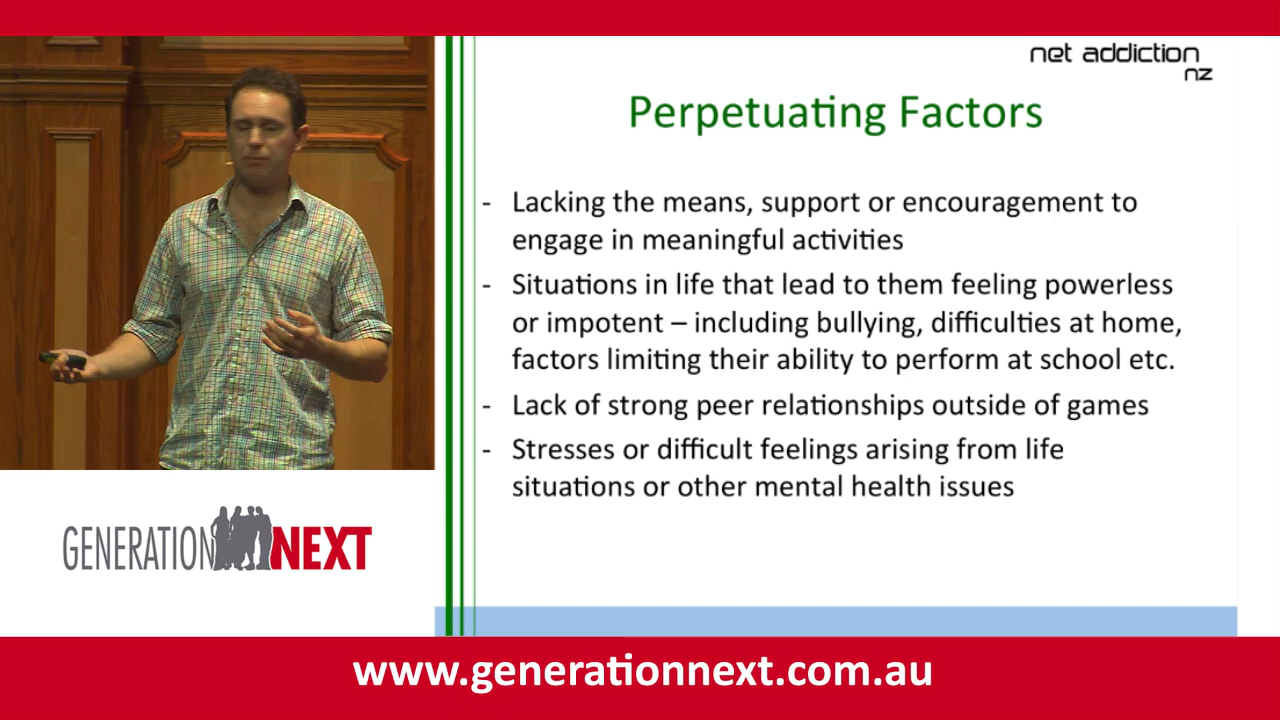 net addiction
nz
Perpetuating Factors
- Lacking the means, support or encouragement to
engage in meaningful activities
- Situations in life that lead to them feeling powerless
or impotent – including bullying, difficulties at home,
factors limiting their ability to perform at school etc.
- Lack of strong peer relationships outside of games
- Stresses or difficult feelings arising from life
situations or other mental health issues
GENERATION NEXT
www.generationnext.com.au